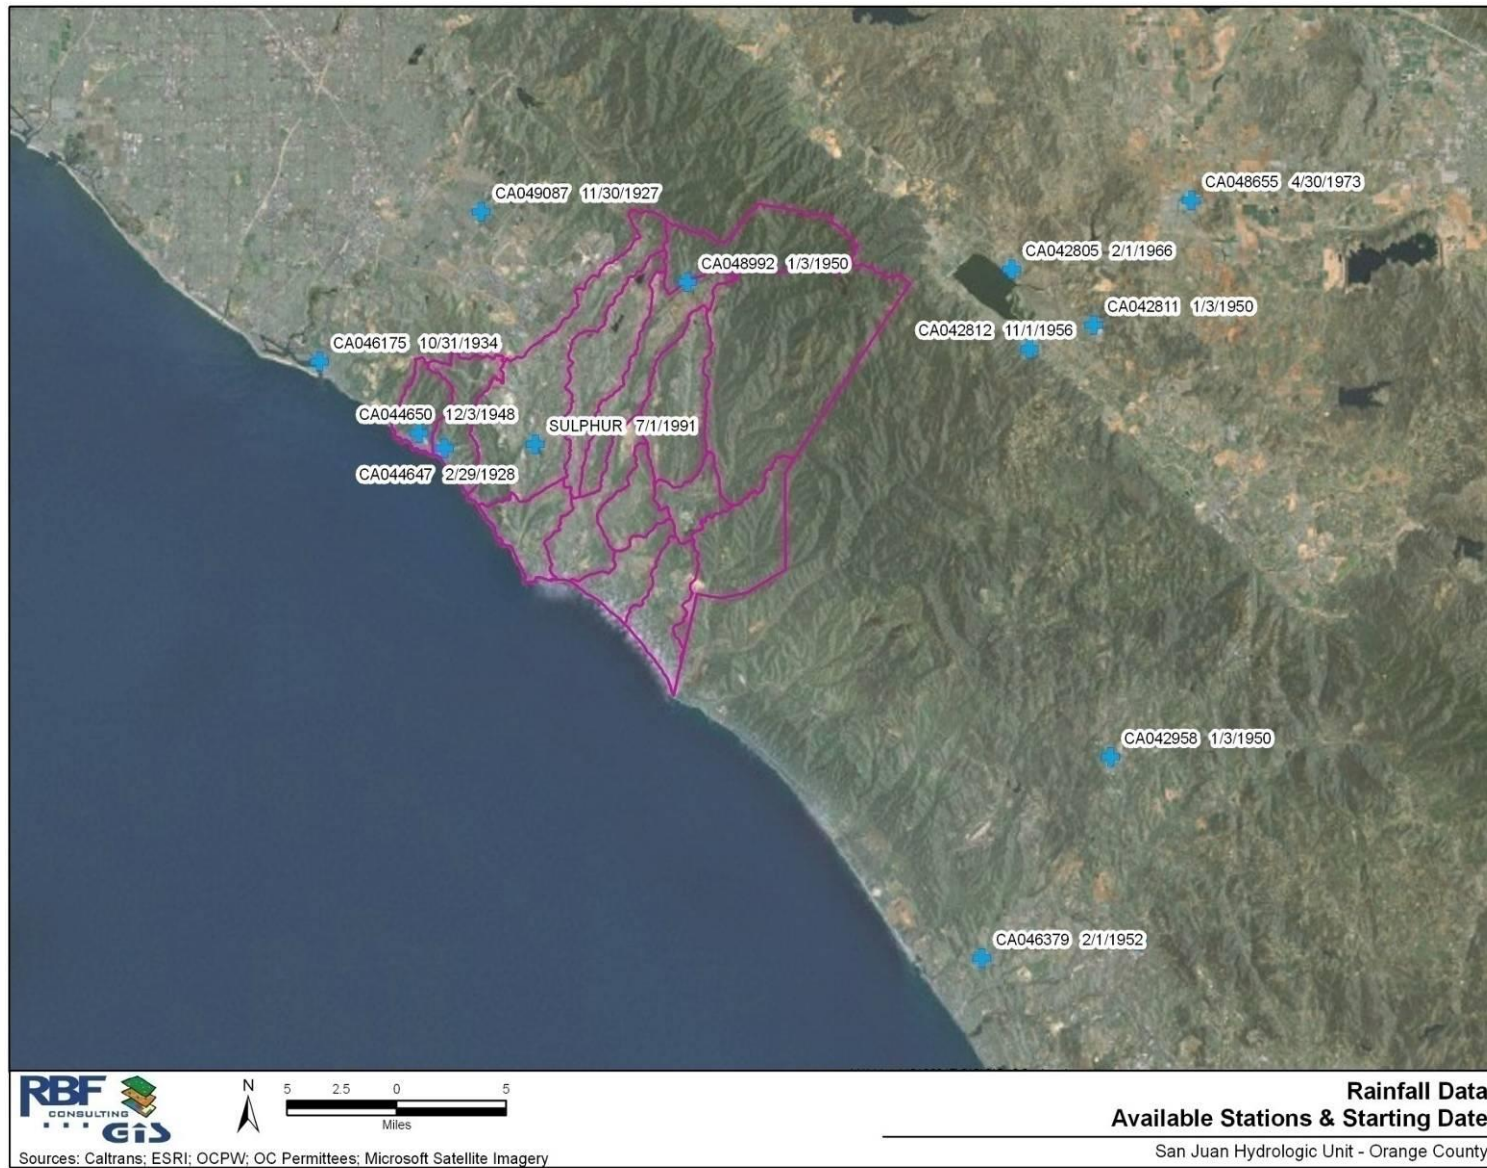 CA049087 11/30/1927
CA048655 4/30/1973
CA042805 2/1/1966
CA048992 1/3/1950
CA042811 1/3/1950
CA042812 11/1/1956
CA046175 10/31/1934
CA044650 12/3/1948
SULPHUR 7/1/1991
CA044647 2/29/1928
CA042958 1/3/1950
CA046379 2/1/1952
RBF
CONSULTING
GIS
N
5 2.5 0 5
Miles
Rainfall Data
Available Stations & Starting Date
San Juan Hydrologic Unit - Orange County
Sources: Caltrans; ESRI; OCPW; OC Permittees; Microsoft Satellite Imagery